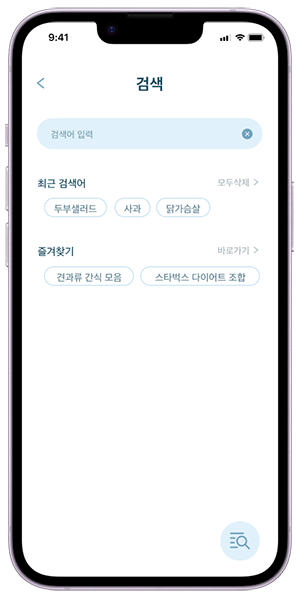 9:41
검색
검색어 입력
최근 검색어 모두삭제
두부샐러드 사과 닭가슴살
즐겨찾기 바로가기
견과류 간식 모음 스타벅스 다이어트 조합